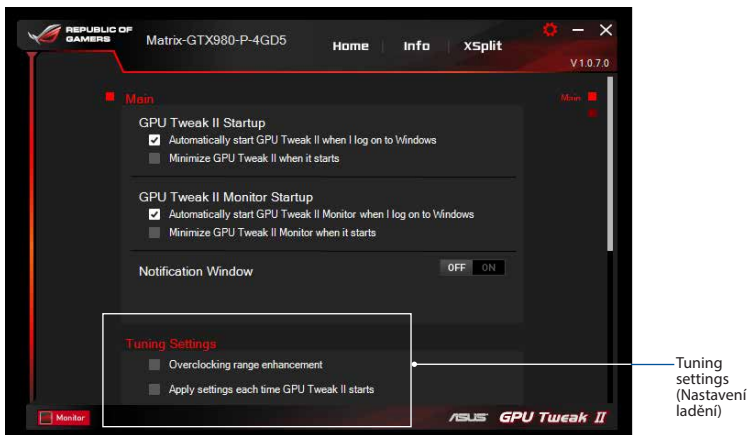 REPUBLIC OF
GAMERS
Matrix-GTX980-P-4GD5
Home
Info
XSplit
V 1.0.7.0
Main
Main
GPU Tweak II Startup
Automatically start GPU Tweak II when I log on to Windows
Minimize GPU Tweak II when it starts
GPU Tweak II Monitor Startup
Automatically start GPU Tweak II Monitor when I log on to Windows
Minimize GPU Tweak II Monitor when it starts
Notification Window
OFF ON
Tuning Settings
Overclocking range enhancement
Apply settings each time GPU Tweak II starts
Tuning
settings
(Nastavení
ladění)
Monitor
ASUS GPU Tweak II